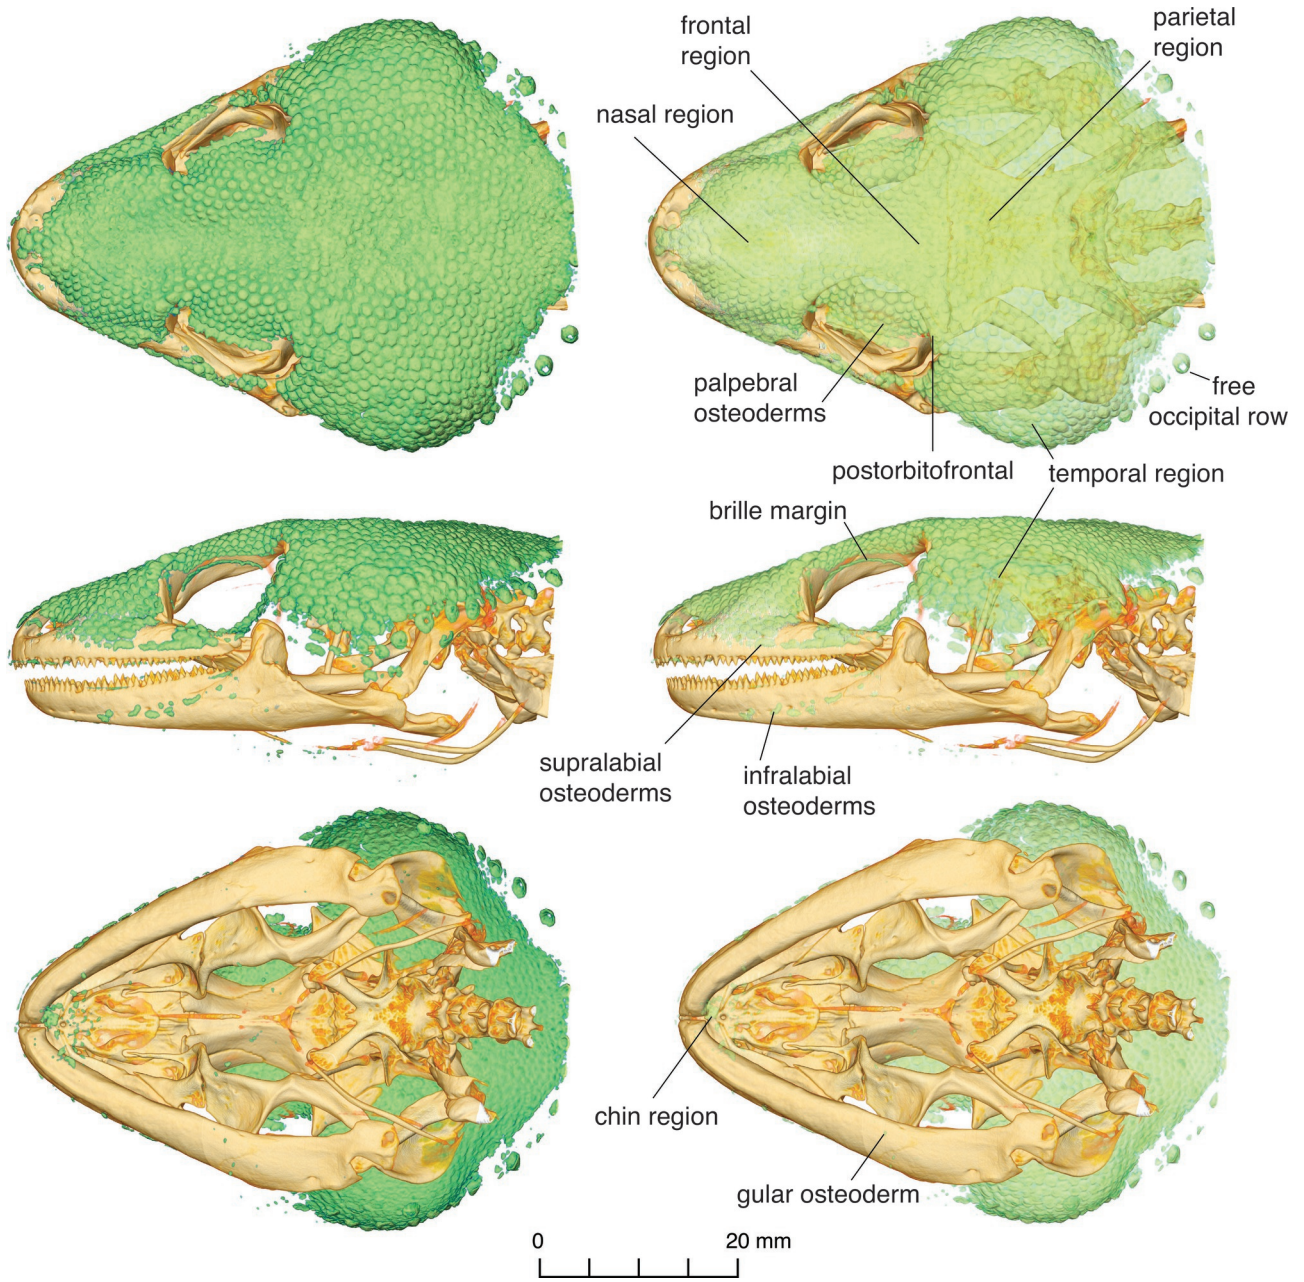 frontal
region
parietal
region
nasal region
palpebral
osteoderms
free
occipital row
postorbitofrontal
temporal region
brille margin
supralabial
osteoderms
infralabial
osteoderms
chin region
gular osteoderm
0
20 mm